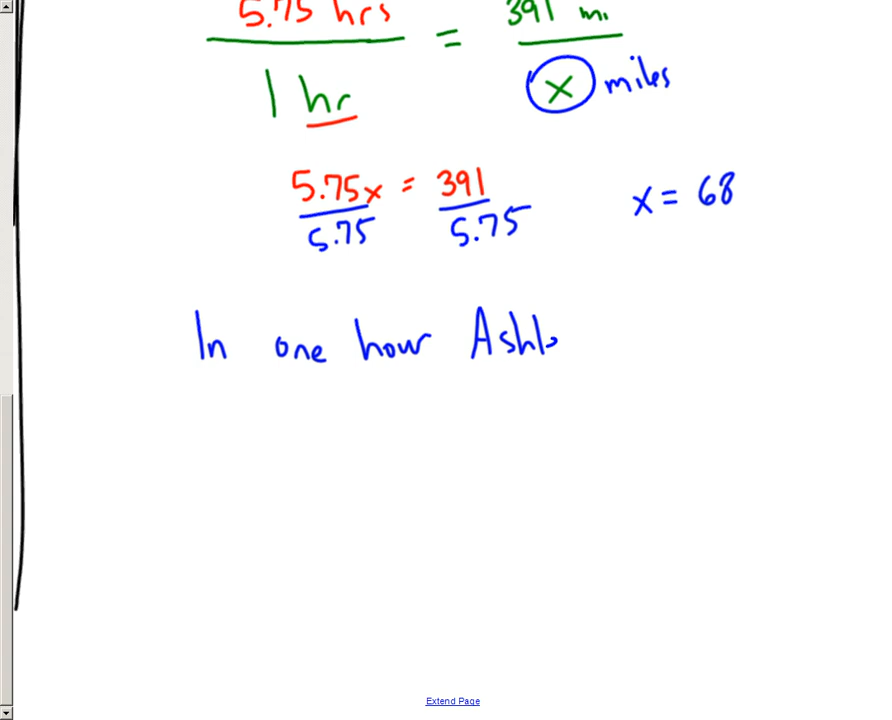 5.75 hrs = 391 mi
1 hr x miles
5.75x = 391 x = 68
5.75 5.75
In one hour Ashl
Extend Page